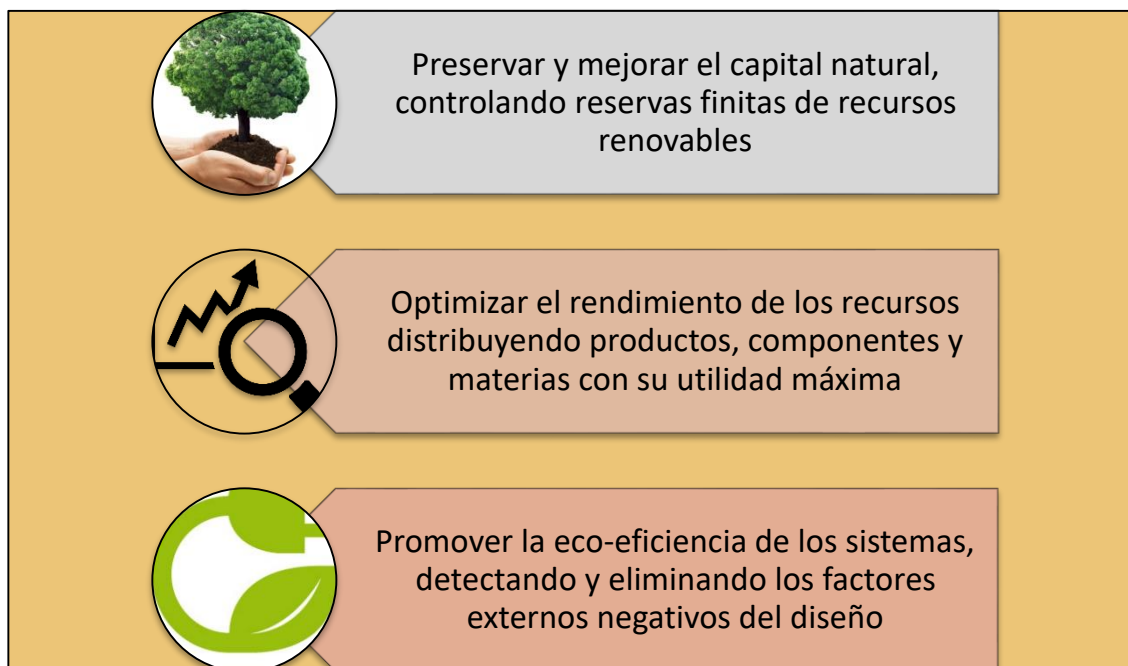 Preservar y mejorar el capital natural,
controlando reservas finitas de recursos
renovables
Optimizar el rendimiento de los recursos
distribuyendo productos, componentes y
materias con su utilidad máxima
Promover la eco-eficiencia de los sistemas,
detectando y eliminando los factores
externos negativos del diseño